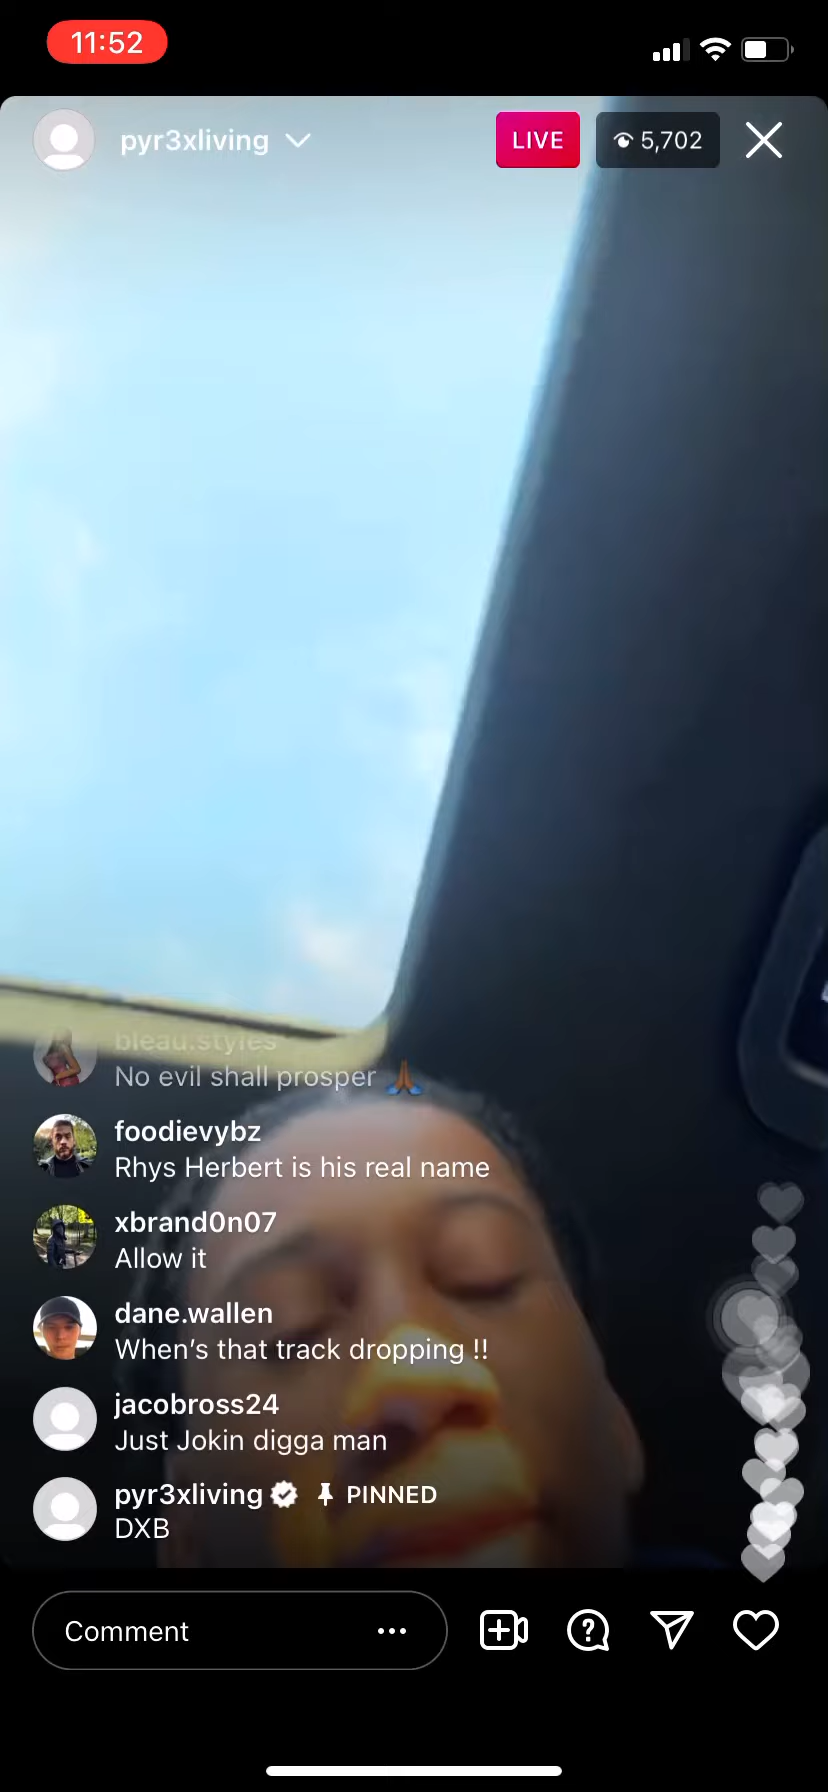 11:52
pyr3xliving
LIVE
5,702
bleau.styles
No evil shall prosper 🙏🏾
foodievybz
Rhys Herbert is his real name
xbrand0n07
Allow it
dane.wallen
When's that track dropping !!
jacobross24
Just Jokin digga man
pyr3xliving PINNED
DXB
Comment